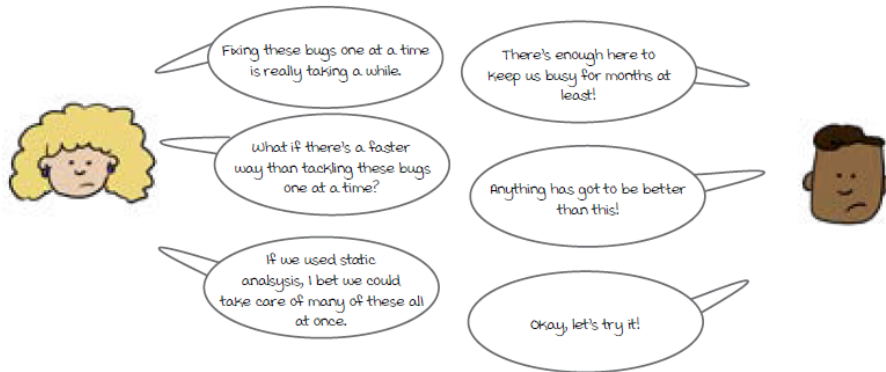 Fixing these bugs one at a time
is really taking a while.
There's enough here to
keep us busy for months at
least!
What if there's a faster
way than tackling these bugs
one at a time?
Anything has got to be better
than this!
If we used static
analsysis, I bet we could
take care of many of these all
at once.
Okay, let's try it!